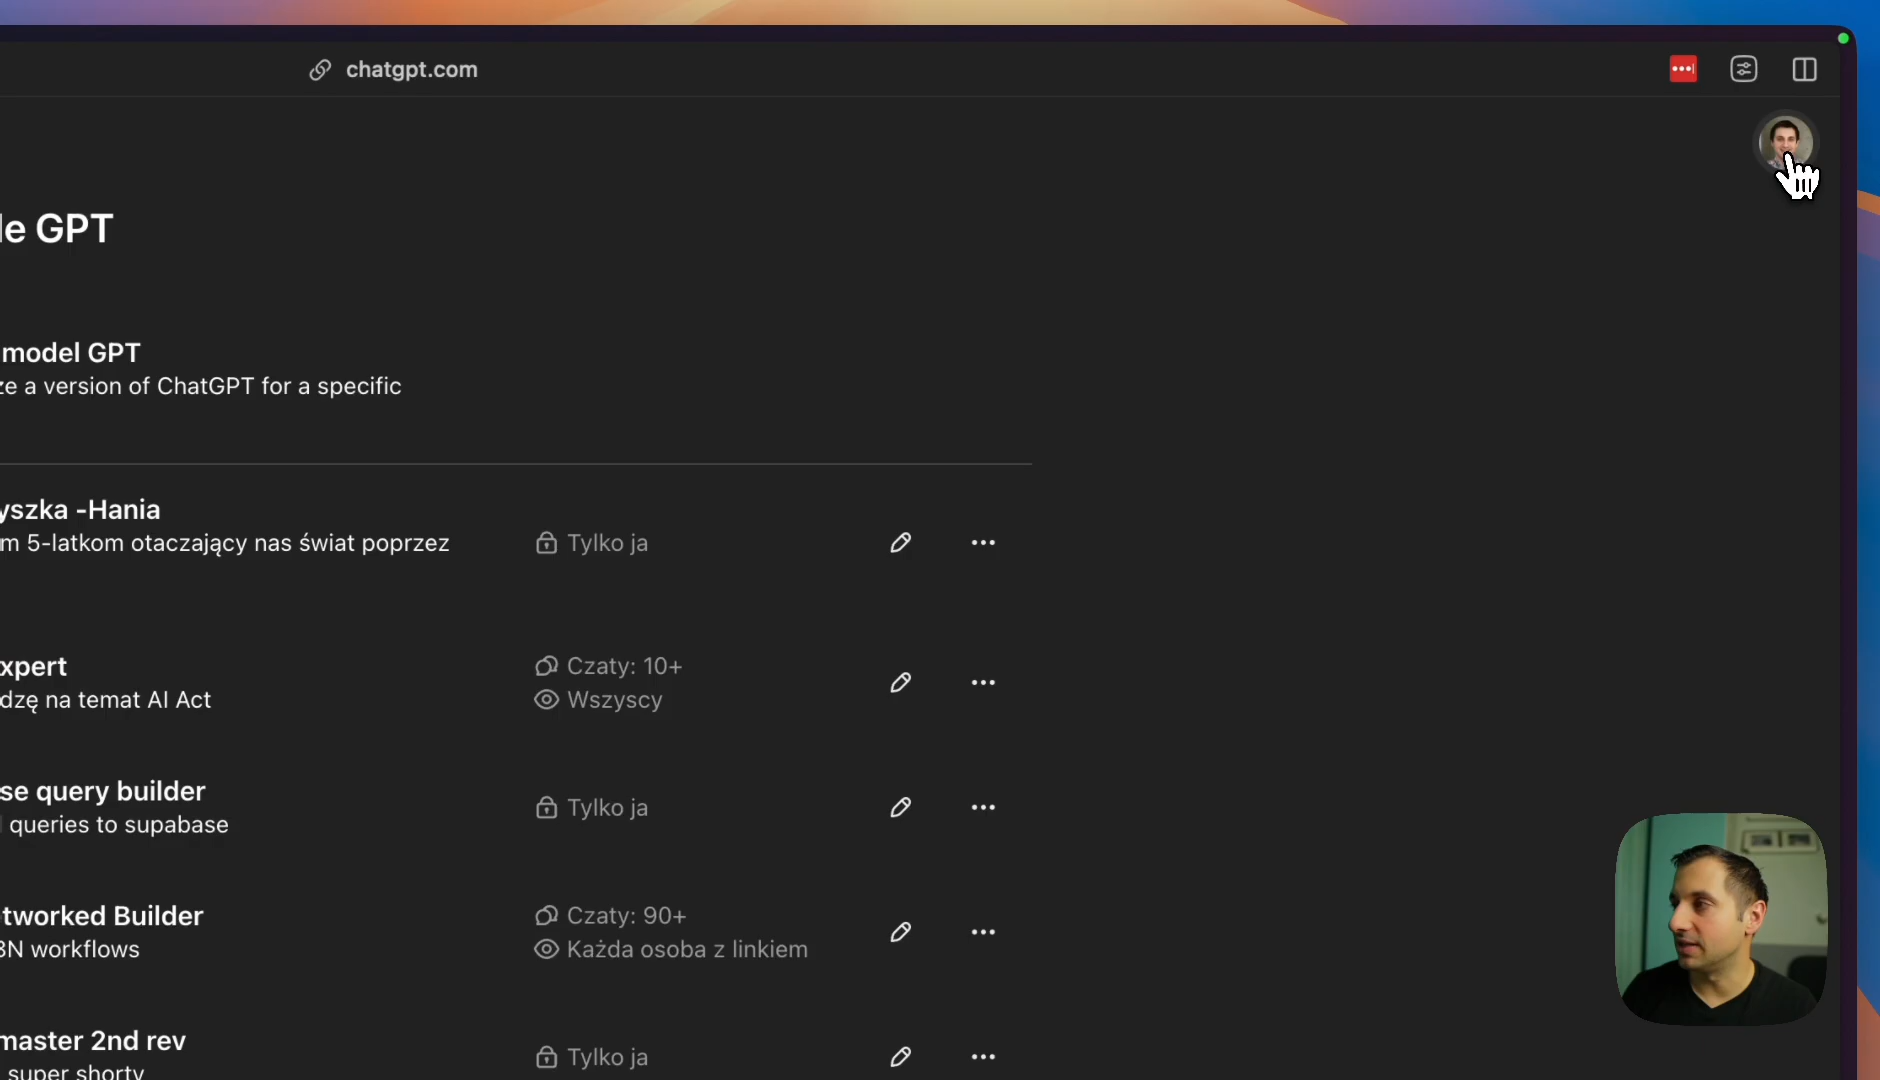 chatgpt.com
le GPT
model GPT
ze a version of ChatGPT for a specific
yszka -Hania
m 5-latkom otaczający nas świat poprzez
Tylko ja
xpert
dzę na temat AI Act
Czaty: 10+
Wszyscy
se query builder
queries to supabase
Tylko ja
tworked Builder
8N workflows
Czaty: 90+
Każda osoba z linkiem
master 2nd rev
super shorty
Tylko ja